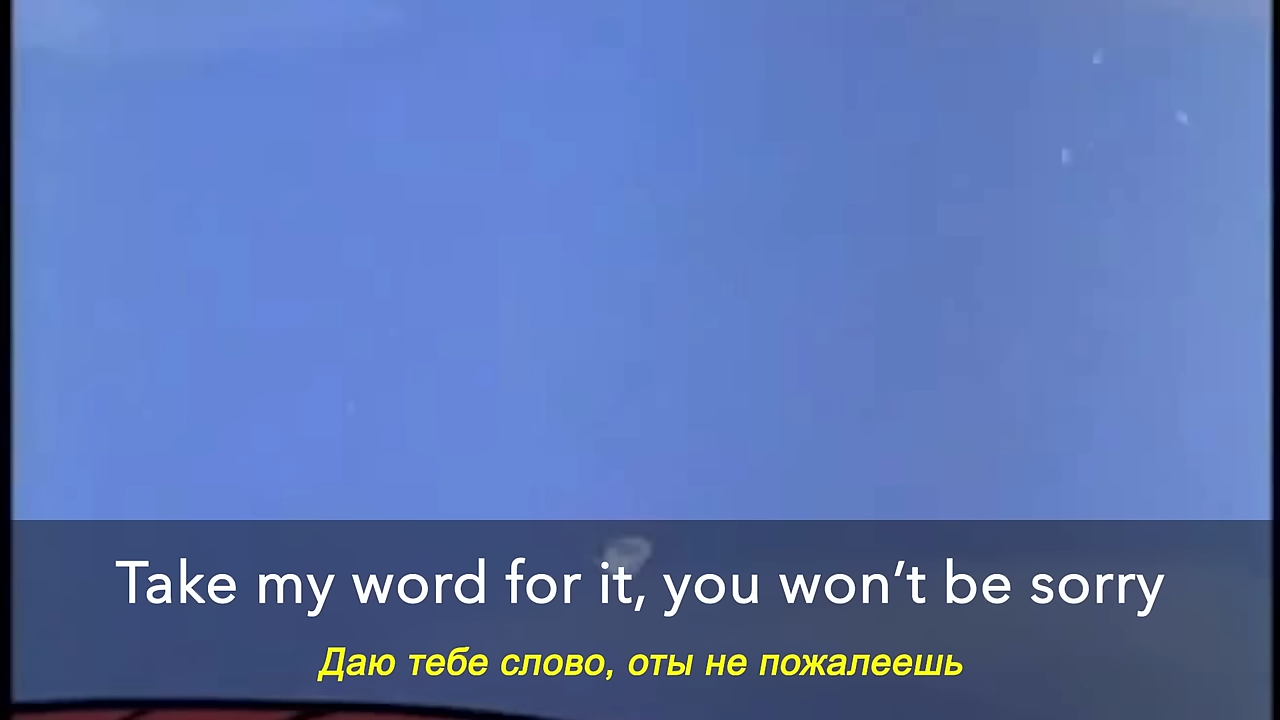 Take my word for it, you won’t be sorry
Даю тебе слово, оты не пожалеешь